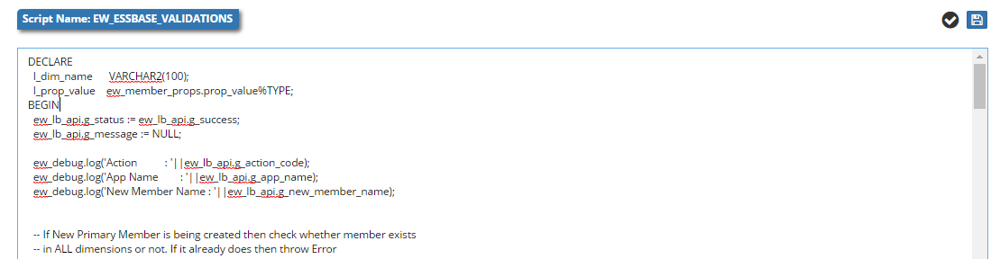 Script Name: EW_ESSBASE_VALIDATIONS
DECLARE
l_dim_name VARCHAR2(100);
l_prop_value ew_member_props.prop_value%TYPE;
BEGIN
ew_lb_api.g_status := ew_lb_api.g_success;
ew_lb_api.g_message := NULL;
ew_debug.log('Action : '||ew_lb_api.g_action_code);
ew_debug.log('App Name : '||ew_lb_api.g_app_name);
ew_debug.log('New Member Name : '||ew_lb_api.g_new_member_name);
-- If New Primary Member is being created then check whether member exists
-- in ALL dimensions or not. If it already does then throw Error